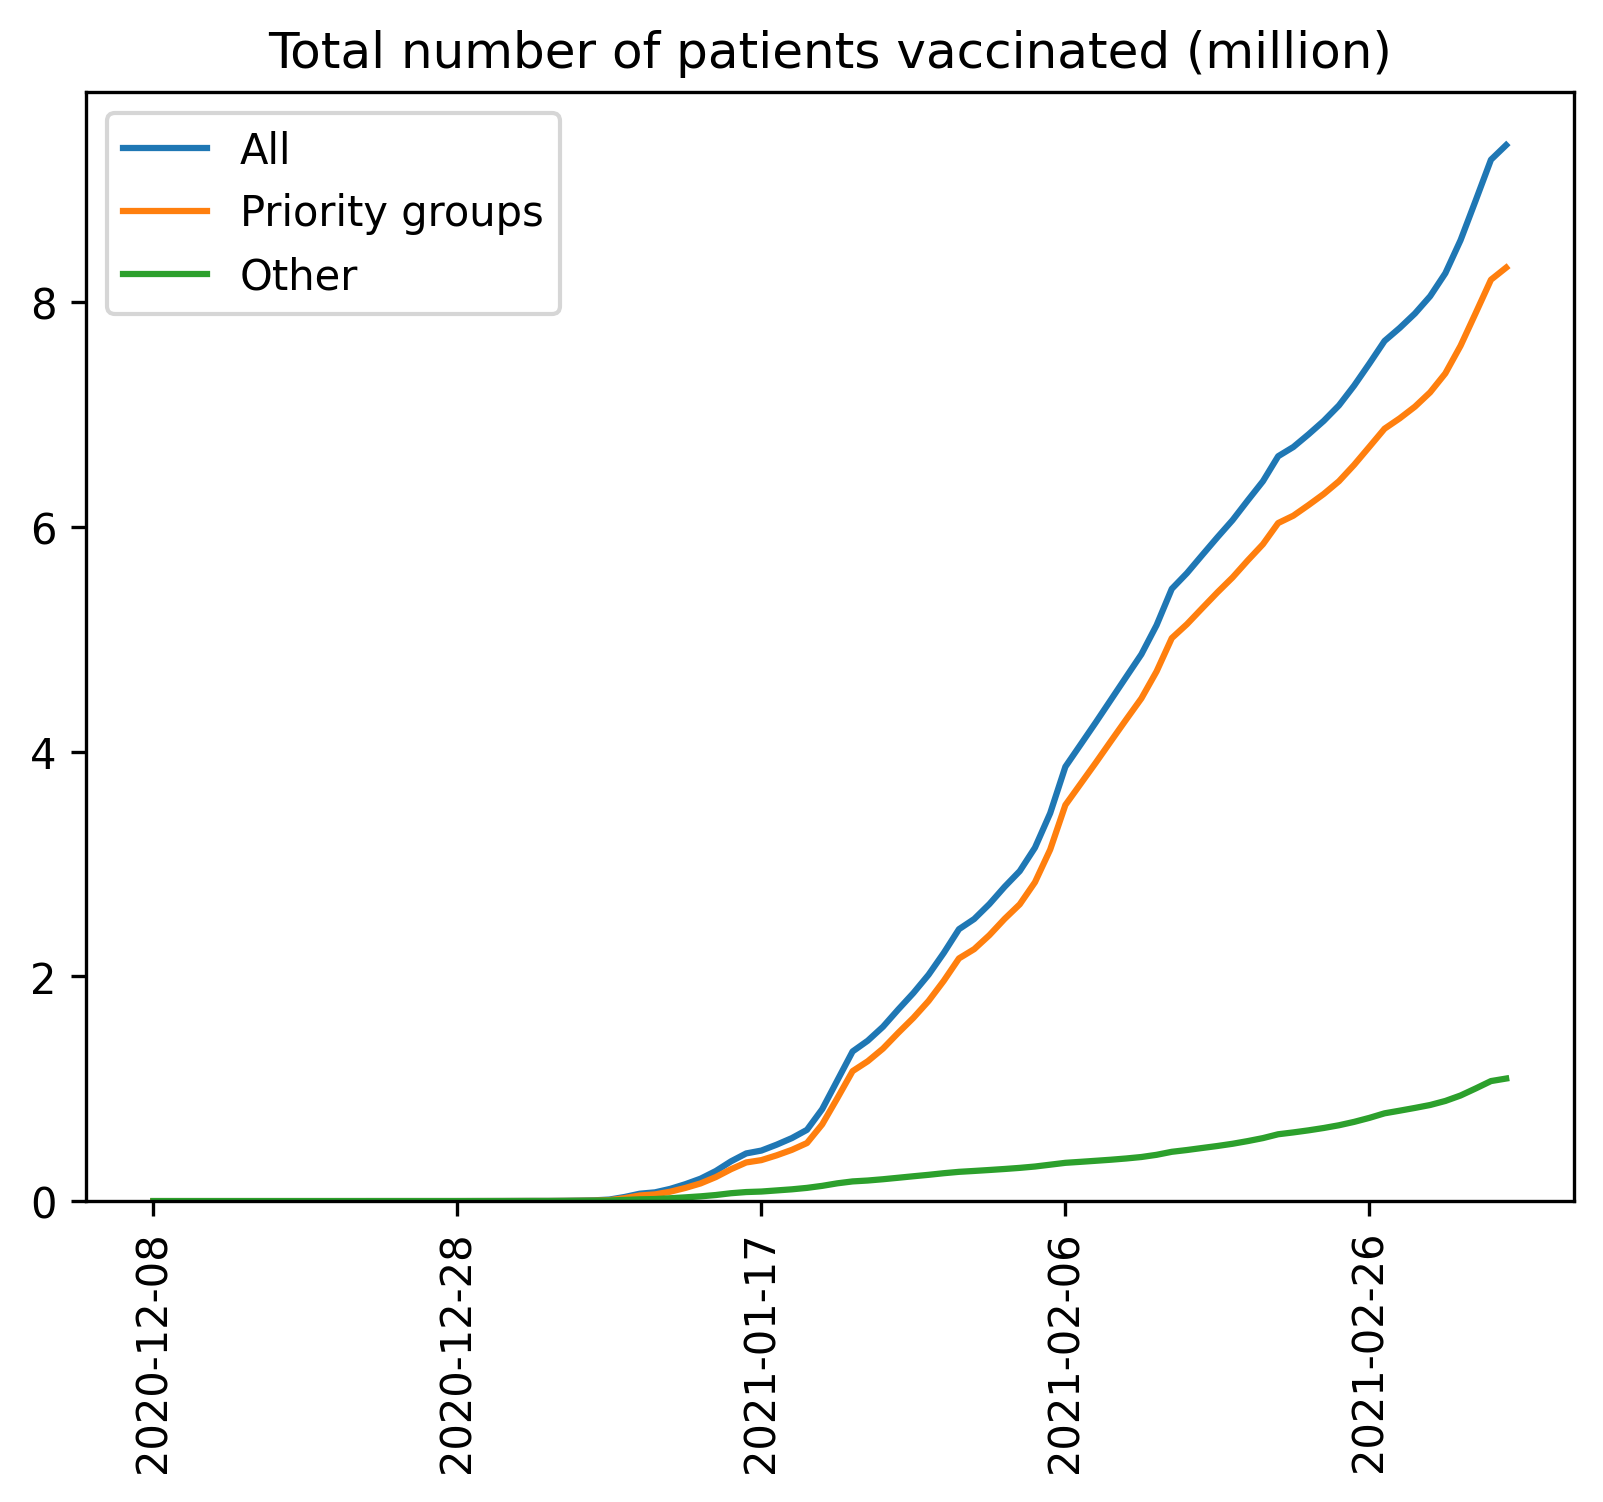 Total number of patients vaccinated (million)
All
Priority groups
Other
8
6
4
2
0
2020-12-08
2020-12-28
2021-01-17
2021-02-06
2021-02-26